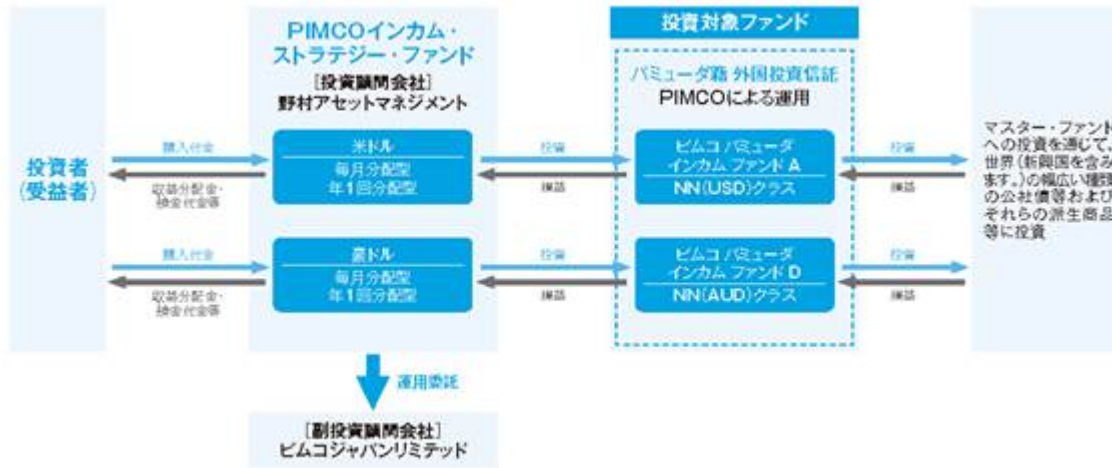 投資者
(受益者)
購入代金
収益分配金・
換金代金等
購入代金
収益分配金・
換金代金等
PIMCOインカム・
ストラテジー・ファンド
[投資顧問会社]
野村アセットマネジメント
米ドル
毎月分配型
年1回分配型
豪ドル
毎月分配型
年1回分配型
運用委託
[副投資顧問会社]
ピムコジャパンリミテッド
投資
損益
投資
損益
投資対象ファンド
バミューダ籍 外国投資信託
PIMCOによる運用
ピムコ バミューダ
インカム ファンド A
NN(USD)クラス
ピムコ バミューダ
インカム ファンド D
NN(AUD)クラス
投資
損益
投資
損益
マスター・ファンド
への投資を通じて、
世界(新興国を含み
ます。)の幅広い種類
の公社債等および
それらの派生商品
等に投資